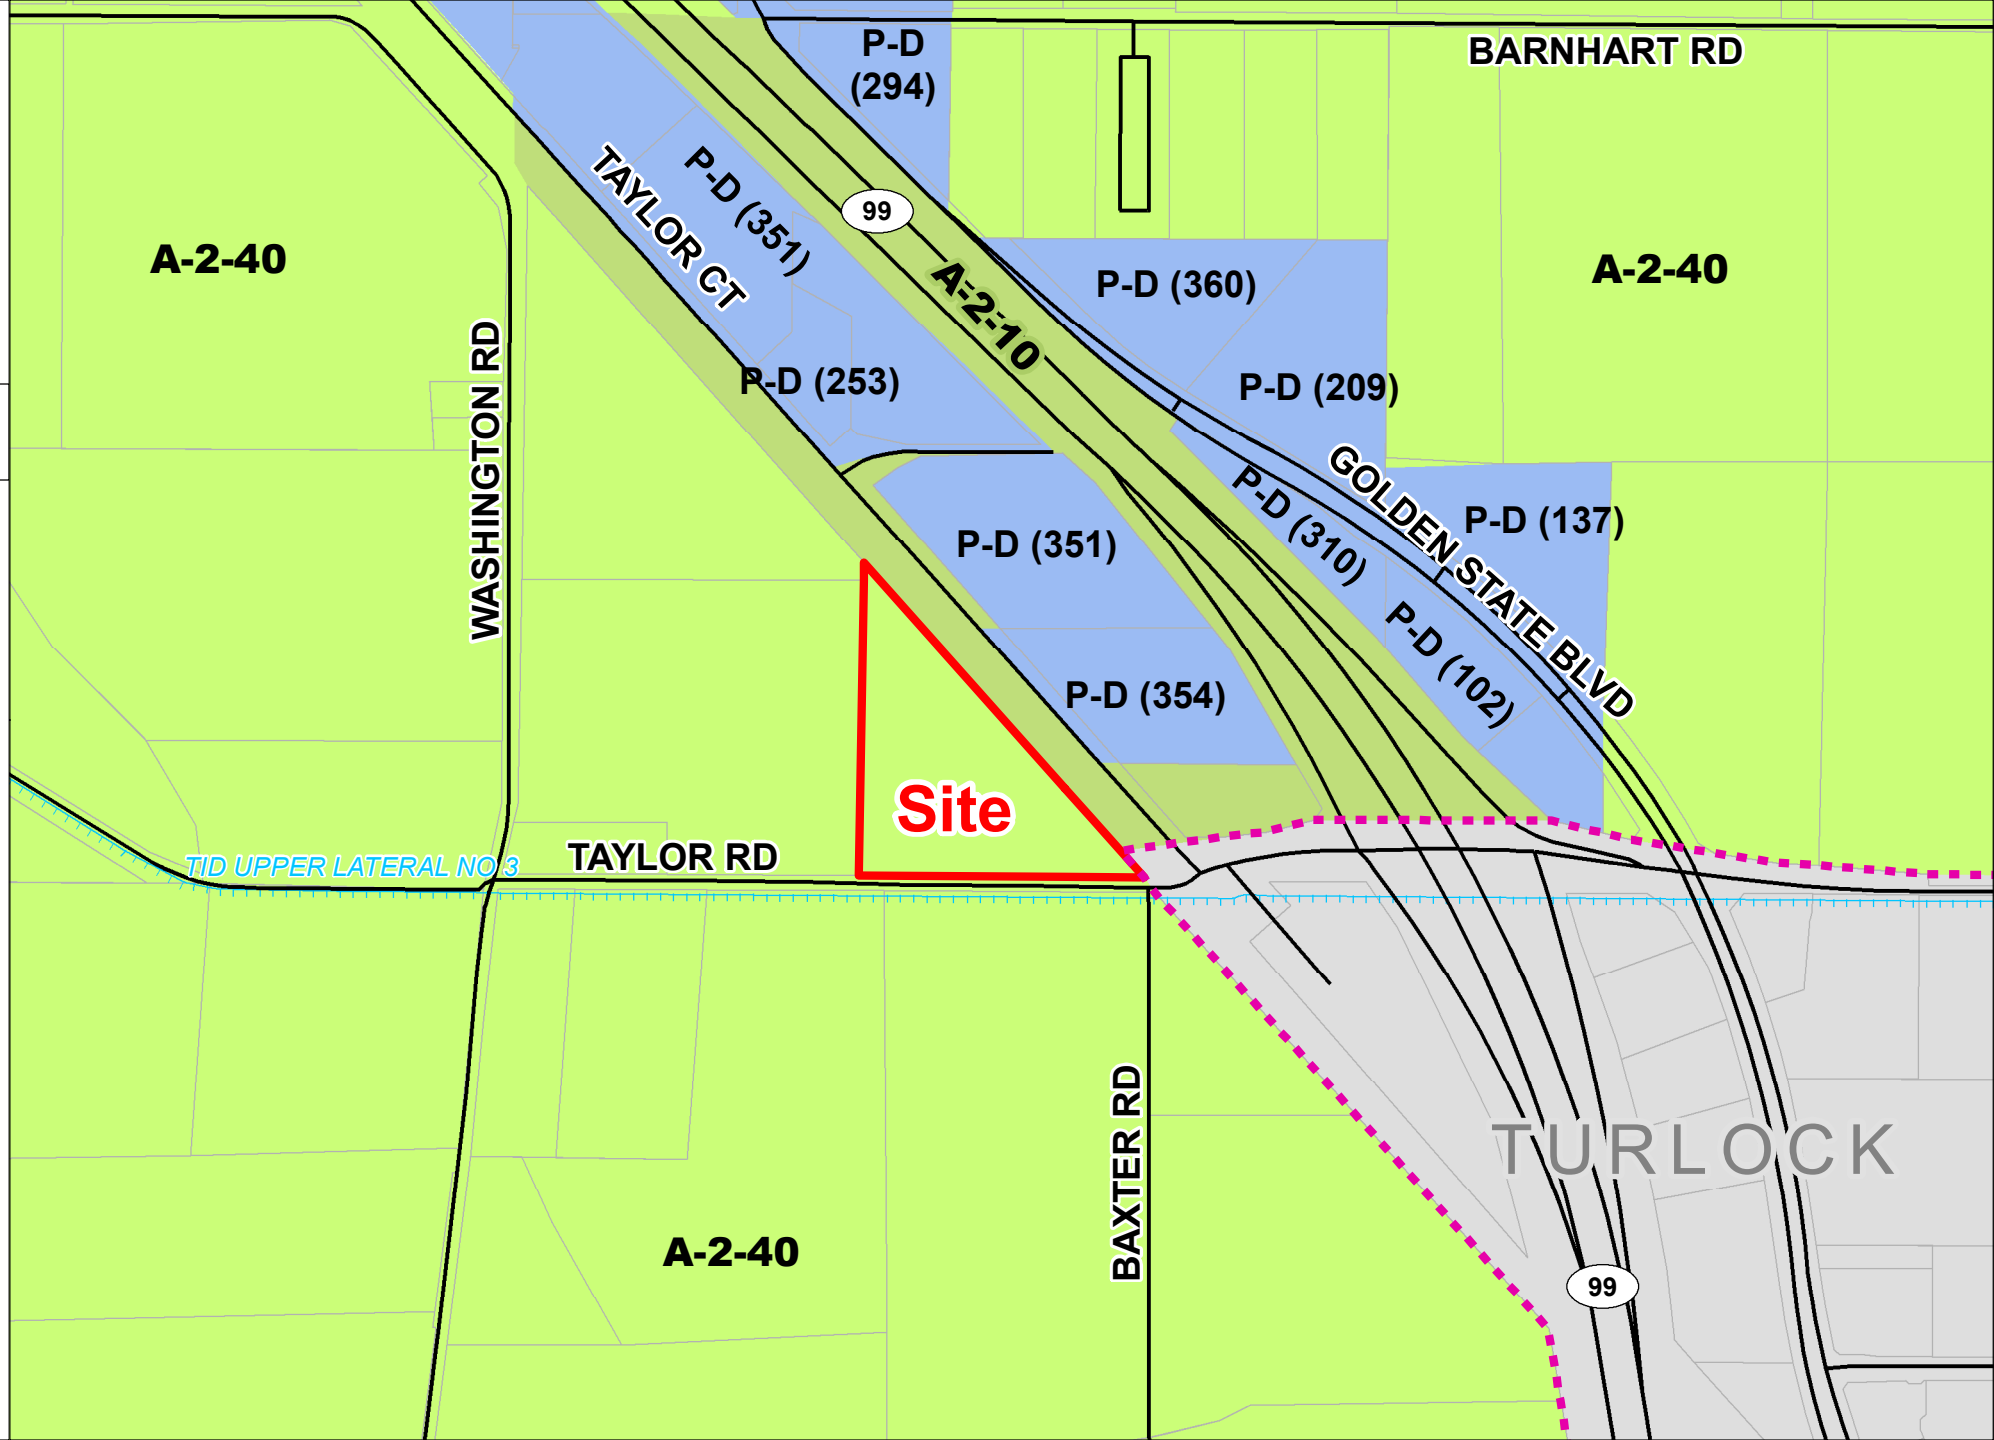 BARNHART RD
P-D
(294)
TAYLOR CT
P-D (351)
99
A-2-40
A-2-10
P-D (360)
A-2-40
P-D (253)
P-D (209)
WASHINGTON RD
GOLDEN STATE BLVD
P-D (310)
P-D (137)
P-D (351)
P-D (102)
P-D (354)
Site
TAYLOR RD
TID UPPER LATERAL NO 3
BAXTER RD
TURLOCK
A-2-40
99